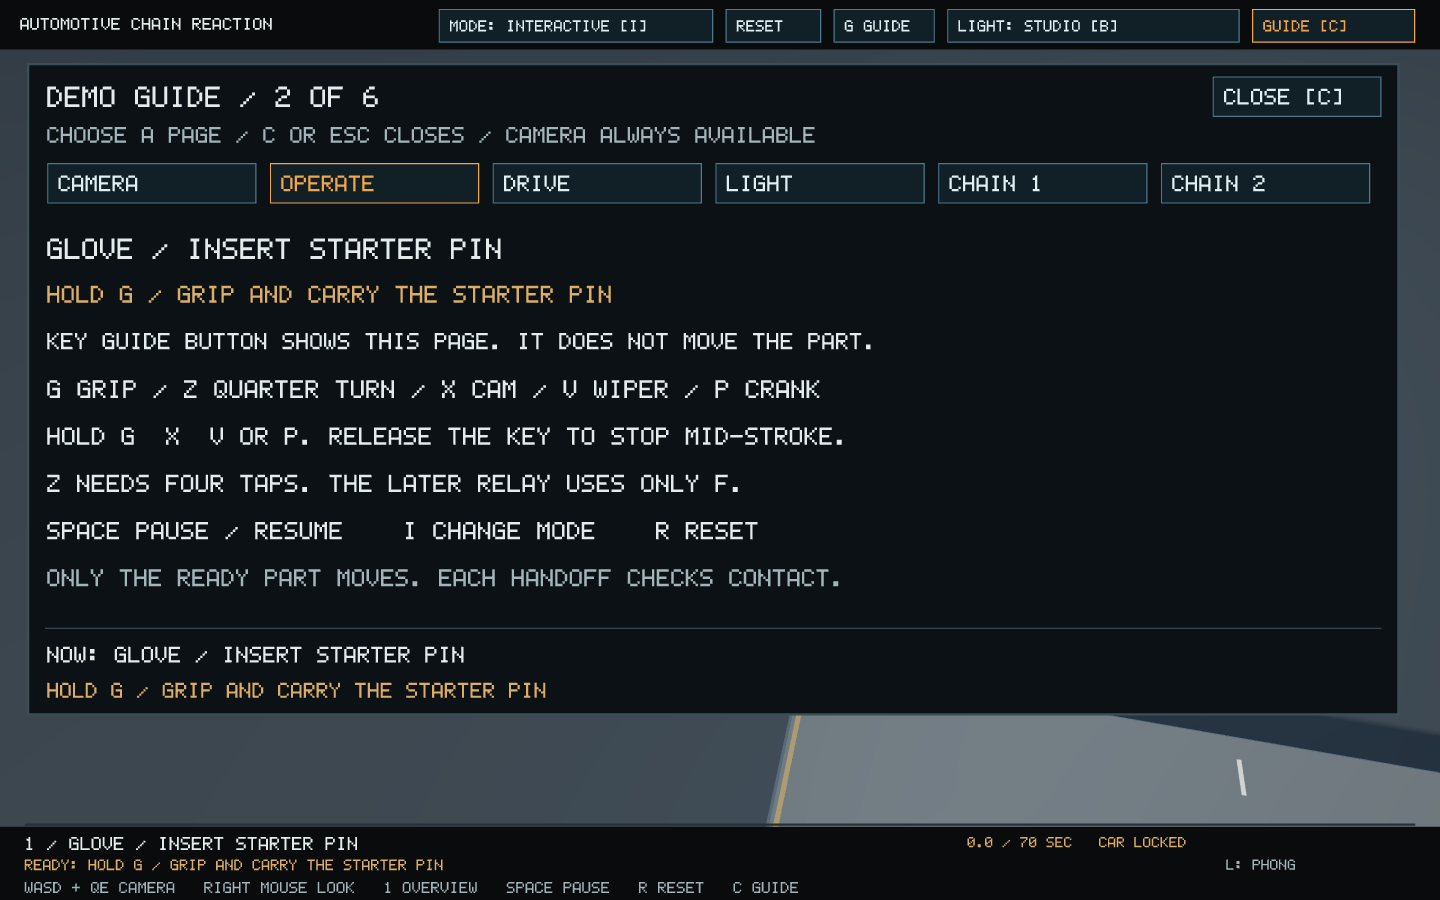 AUTOMOTIVE CHAIN REACTION
MODE: INTERACTIVE [I]
RESET
G GUIDE
LIGHT: STUDIO [B]
GUIDE [C]
DEMO GUIDE / 2 OF 6
CLOSE [C]
CHOOSE A PAGE / C OR ESC CLOSES / CAMERA ALWAYS AVAILABLE
CAMERA
OPERATE
DRIVE
LIGHT
CHAIN 1
CHAIN 2
GLOVE / INSERT STARTER PIN
HOLD G / GRIP AND CARRY THE STARTER PIN
KEY GUIDE BUTTON SHOWS THIS PAGE. IT DOES NOT MOVE THE PART.
G GRIP / Z QUARTER TURN / X CAM / V WIPER / P CRANK
HOLD G  X  V OR P. RELEASE THE KEY TO STOP MID-STROKE.
Z NEEDS FOUR TAPS. THE LATER RELAY USES ONLY F.
SPACE PAUSE / RESUME    I CHANGE MODE    R RESET
ONLY THE READY PART MOVES. EACH HANDOFF CHECKS CONTACT.
NOW: GLOVE / INSERT STARTER PIN
HOLD G / GRIP AND CARRY THE STARTER PIN
1 / GLOVE / INSERT STARTER PIN
0.0 / 70 SEC
CAR LOCKED
READY: HOLD G / GRIP AND CARRY THE STARTER PIN
L: PHONG
WASD + QE CAMERA   RIGHT MOUSE LOOK   1 OVERVIEW   SPACE PAUSE   R RESET   C GUIDE